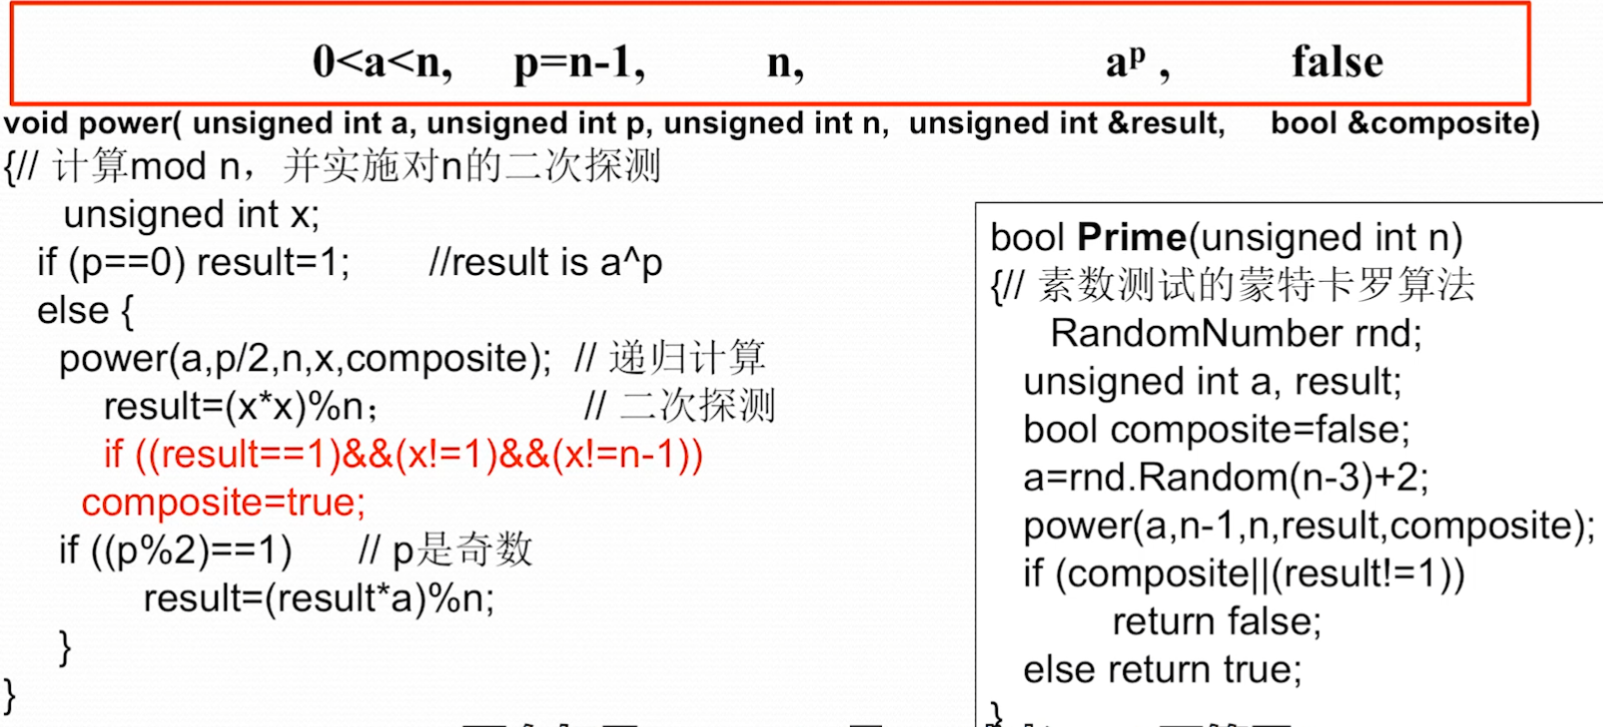 0<a<n, p=n-1, n, aᵖ , false
void power( unsigned int a, unsigned int p, unsigned int n, unsigned int &result, bool &composite)
{// 计算mod n，并实施对n的二次探测
unsigned int x;
if (p==0) result=1; //result is a^p
else {
power(a,p/2,n,x,composite); // 递归计算
result=(x*x)%n； // 二次探测
if ((result==1)&&(x!=1)&&(x!=n-1))
composite=true;
if ((p%2)==1) // p是奇数
result=(result*a)%n;
}
}
bool Prime(unsigned int n)
{// 素数测试的蒙特卡罗算法
RandomNumber rnd;
unsigned int a, result;
bool composite=false;
a=rnd.Random(n-3)+2;
power(a,n-1,n,result,composite);
if (composite||(result!=1))
return false;
else return true;
}